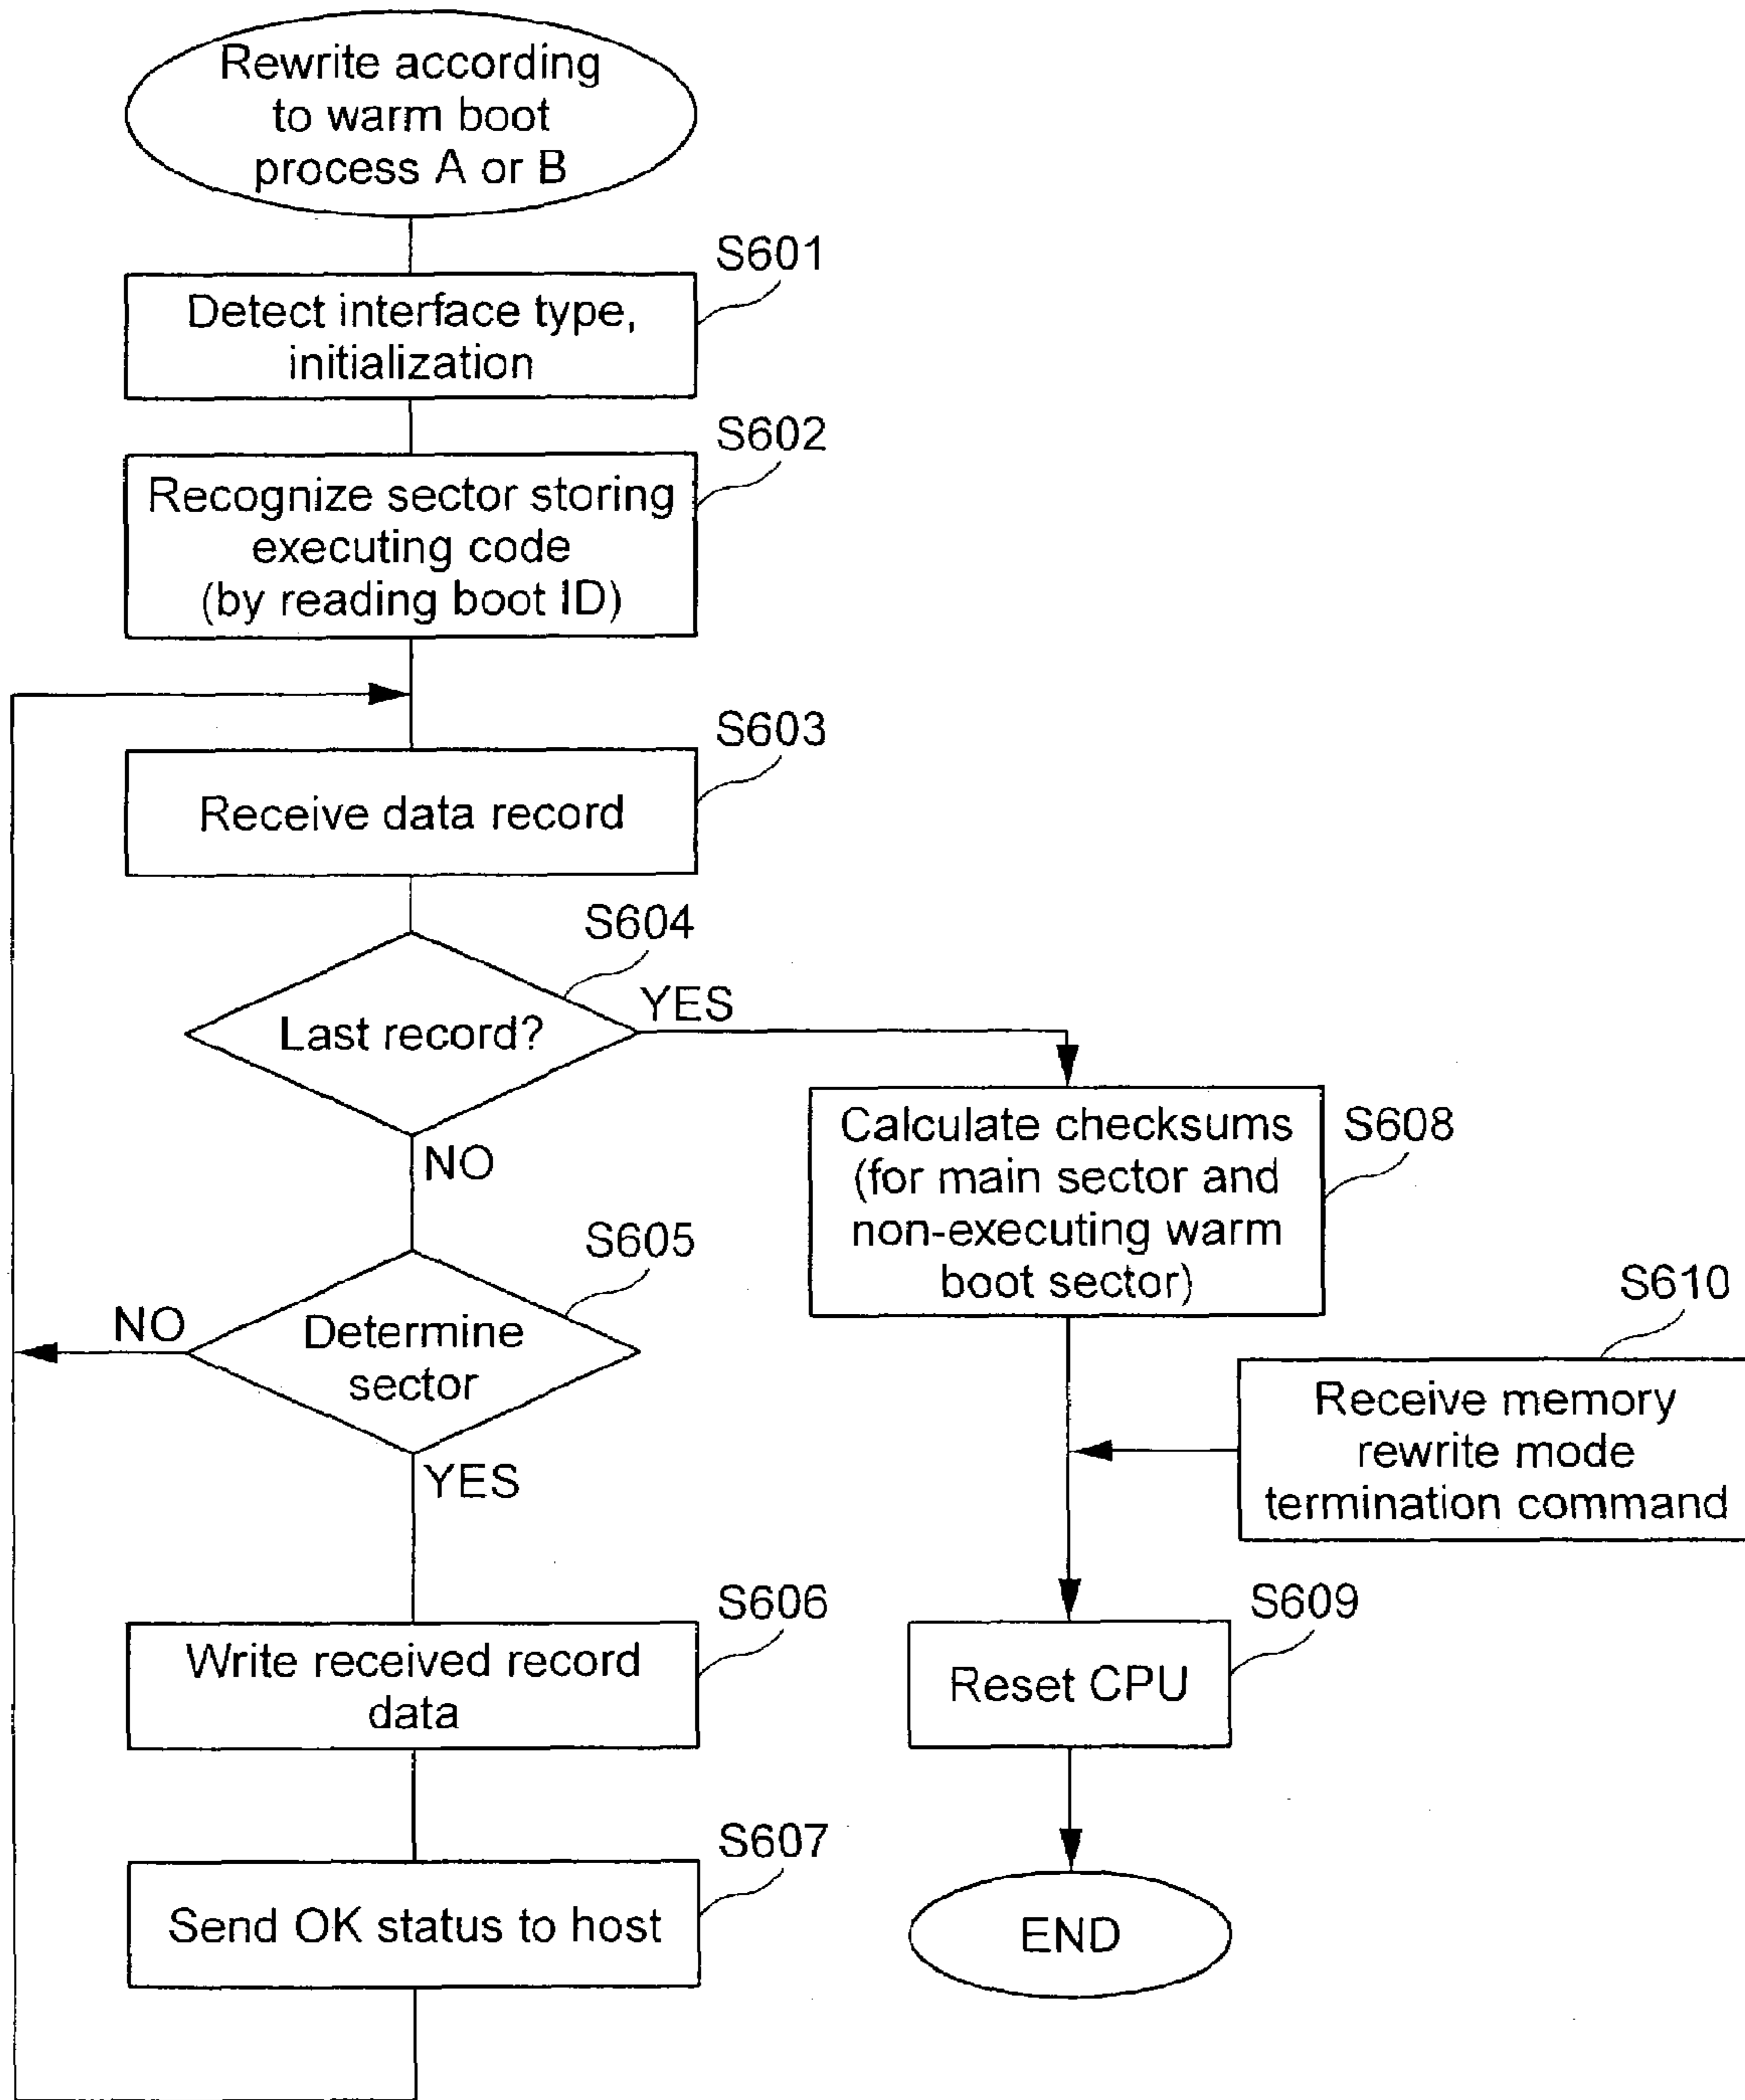 Rewrite according
to warm boot
process A or B
S601
Detect interface type,
initialization
S602
Recognize sector storing
executing code
(by reading boot ID)
S603
Receive data record
S604
Last record?
YES
NO
S605
Determine
sector
NO
YES
S606
Write received record
data
S607
Send OK status to host
Calculate checksums
(for main sector and
non-executing warm
boot sector)
S608
S610
Receive memory
rewrite mode
termination command
S609
Reset CPU
END